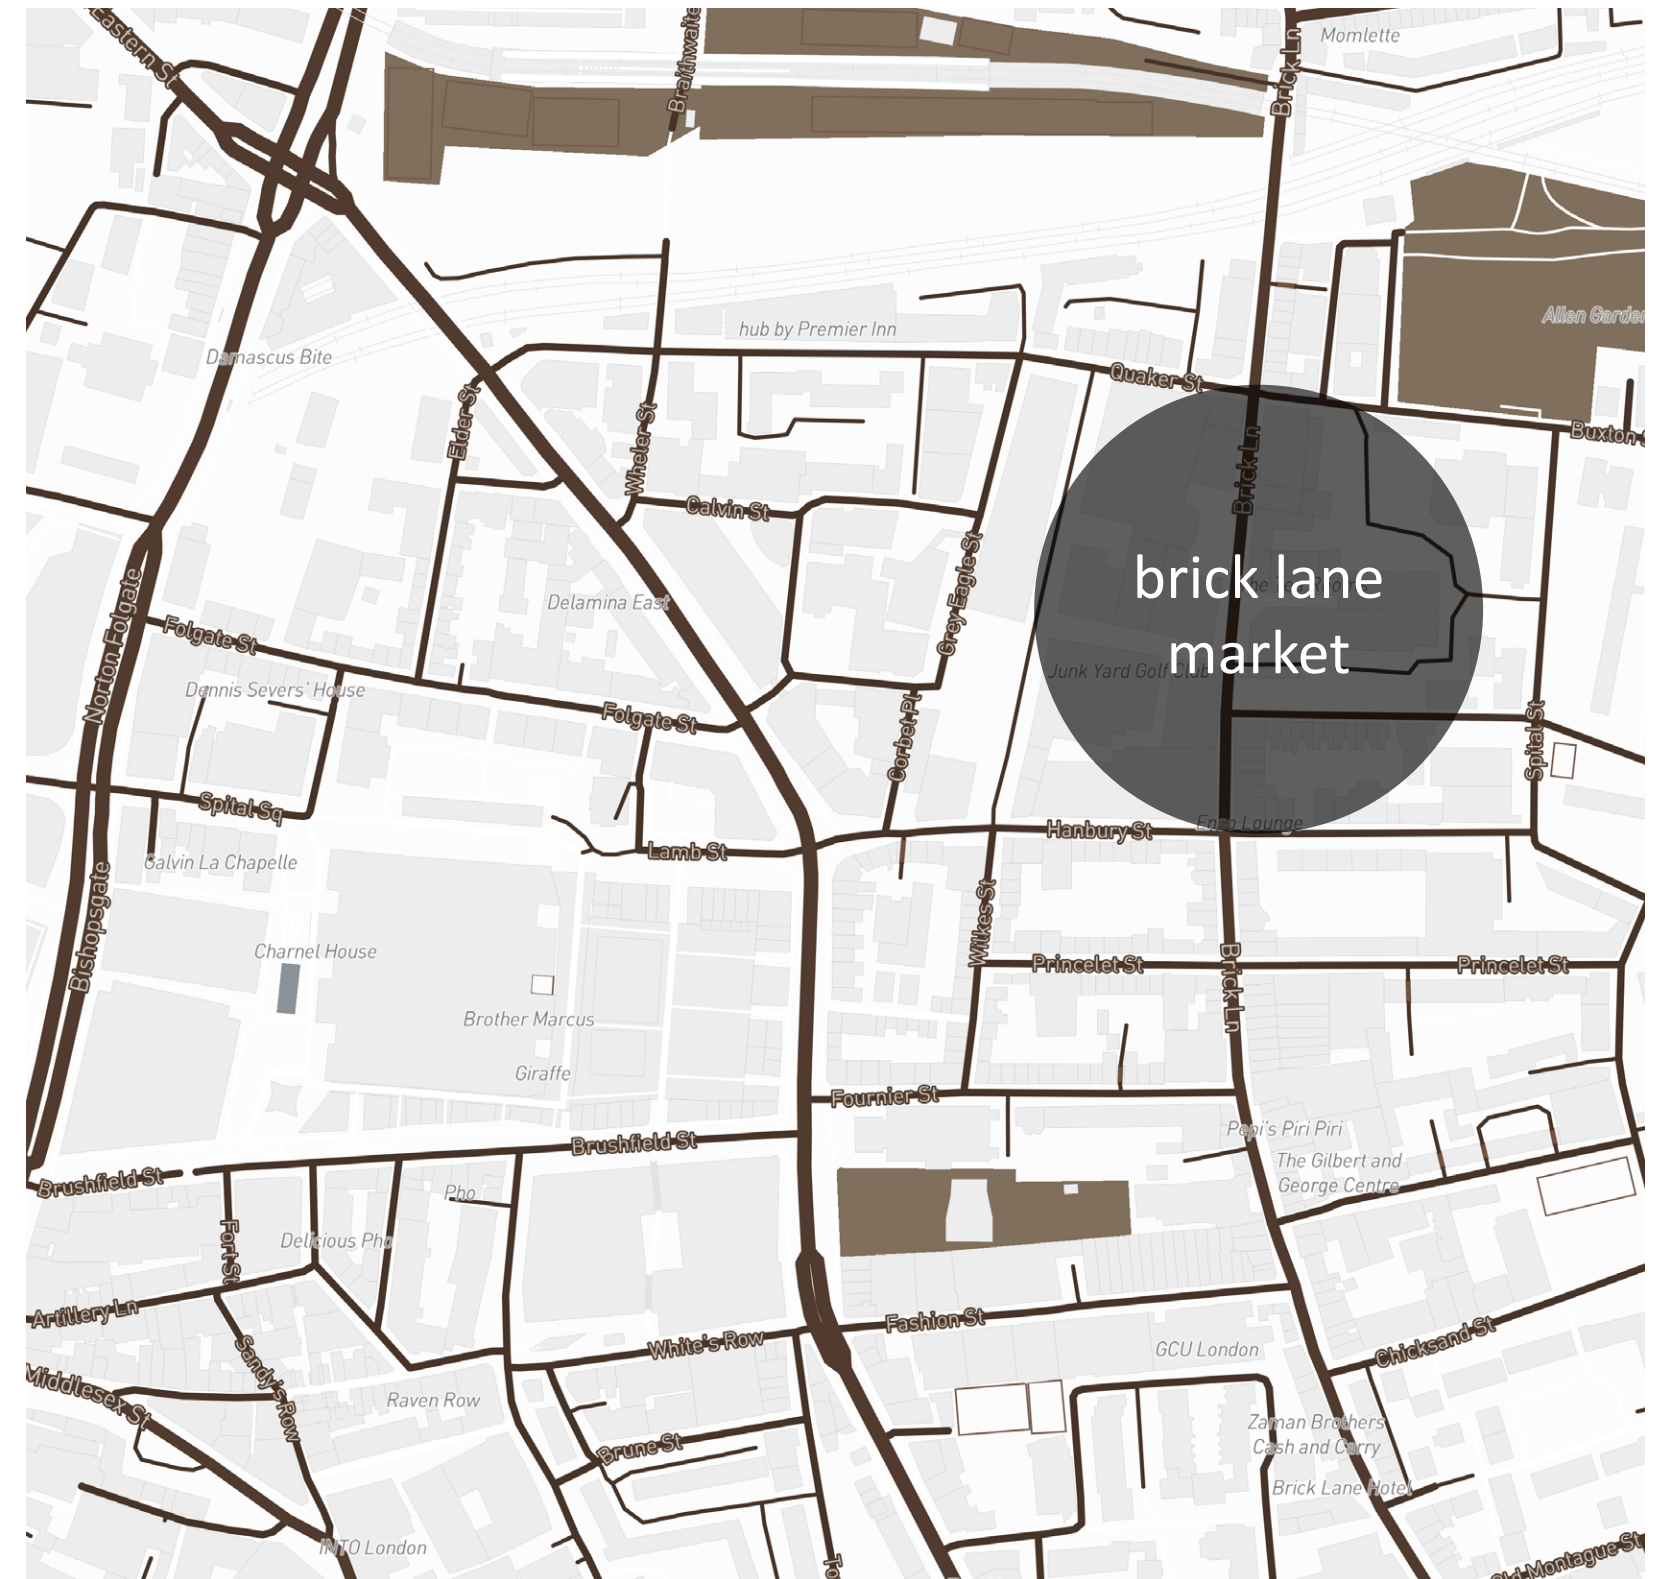 Eastern St
Braithwaite
Brick Ln
Momlette
Allen Garden
hub by Premier Inn
Damascus Bite
Quaker St
Elder St
Wheler St
Buxton
Brick Ln
Calvin St
Grey Eagle St
brick lane
market
Delamina East
Norton Folgate
Folgate St
Junk Yard Golf Club
Dennis Severs' House
Folgate St
Corbet Pl
Spital St
Spital Sq
Enso Lounge
Hanbury St
Lamb St
Galvin La Chapelle
Bishopsgate
Wilkes St
Charnel House
Princelet St
Princelet St
Brick Ln
Brother Marcus
Giraffe
Fournier St
Pepi's Piri Piri
Brushfield St
The Gilbert and
George Centre
Brushfield St
Pho
Fort St
Delicious Pho
Artillery Ln
Fashion St
White's Row
Sandy's Row
GCU London
Chicksand St
Middlesex St
Raven Row
Zaman Brothers
Cash and Carry
Brune St
Brick Lane Hotel
INTO London
Old Montague St